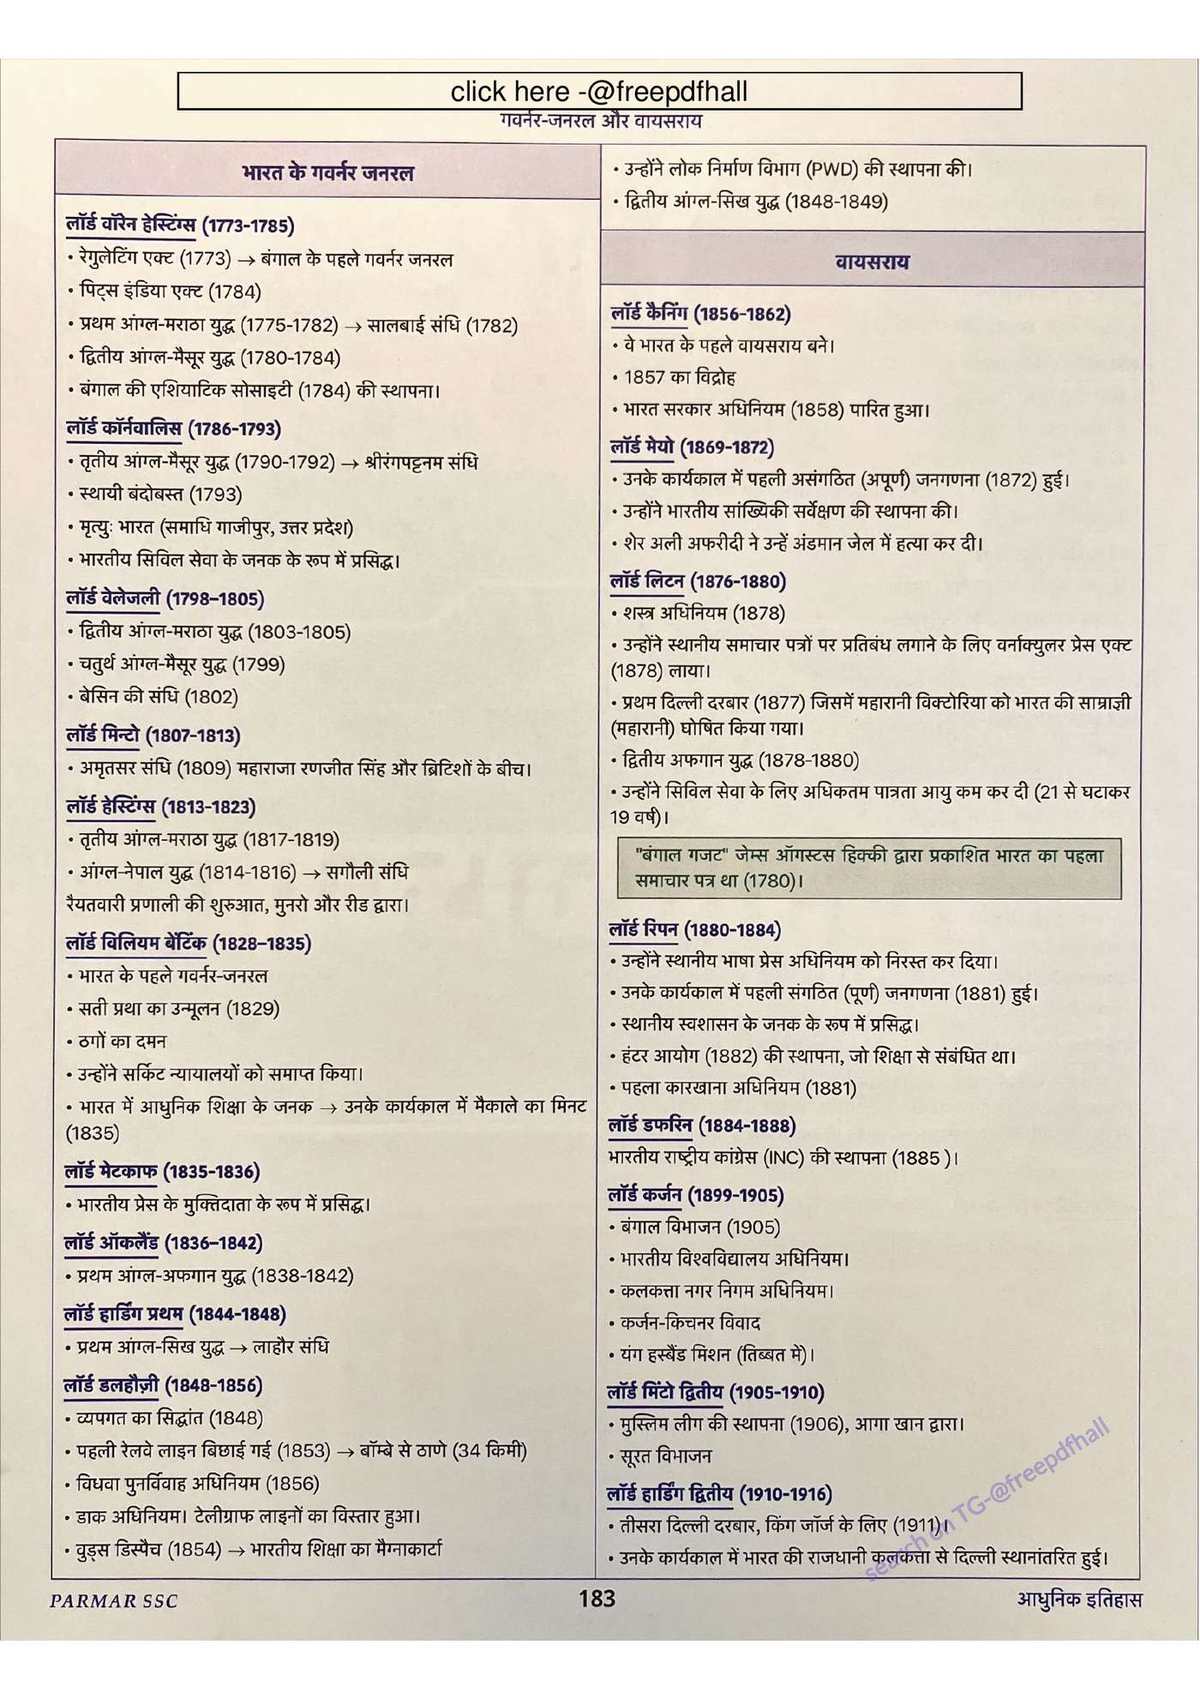 click here -@freepdfhall
गवर्नर-जनरल और वायसराय
भारत के गवर्नर जनरल
लॉर्ड वॉरेन हेस्टिंग्स (1773-1785)
• रेगुलेटिंग एक्ट (1773) → बंगाल के पहले गवर्नर जनरल
• पिट्स इंडिया एक्ट (1784)
• प्रथम आंग्ल-मराठा युद्ध (1775-1782) → सालबाई संधि (1782)
• द्वितीय आंग्ल-मैसूर युद्ध (1780-1784)
• बंगाल की एशियाटिक सोसाइटी (1784) की स्थापना।
लॉर्ड कॉर्नवालिस (1786-1793)
• तृतीय आंग्ल-मैसूर युद्ध (1790-1792) → श्रीरंगपट्टनम संधि
• स्थायी बंदोबस्त (1793)
• मृत्युः भारत (समाधि गाजीपुर, उत्तर प्रदेश)
• भारतीय सिविल सेवा के जनक के रूप में प्रसिद्ध।
लॉर्ड वेलेजली (1798–1805)
• द्वितीय आंग्ल-मराठा युद्ध (1803-1805)
• चतुर्थ आंग्ल-मैसूर युद्ध (1799)
• बेसिन की संधि (1802)
लॉर्ड मिन्टो (1807-1813)
• अमृतसर संधि (1809) महाराजा रणजीत सिंह और ब्रिटिशों के बीच।
लॉर्ड हेस्टिंग्स (1813-1823)
• तृतीय आंग्ल-मराठा युद्ध (1817-1819)
• आंग्ल-नेपाल युद्ध (1814-1816) → सगौली संधि
रैयतवारी प्रणाली की शुरुआत, मुनरो और रीड द्वारा।
लॉर्ड विलियम बेंटिंक (1828–1835)
• भारत के पहले गवर्नर-जनरल
• सती प्रथा का उन्मूलन (1829)
• ठगों का दमन
• उन्होंने सर्किट न्यायालयों को समाप्त किया।
• भारत में आधुनिक शिक्षा के जनक → उनके कार्यकाल में मैकाले का मिनट
(1835)
लॉर्ड मेटकाफ (1835-1836)
• भारतीय प्रेस के मुक्तिदाता के रूप में प्रसिद्ध।
लॉर्ड ऑकलैंड (1836–1842)
• प्रथम आंग्ल-अफगान युद्ध (1838-1842)
लॉर्ड हार्डिंग प्रथम (1844-1848)
• प्रथम आंग्ल-सिख युद्ध → लाहौर संधि
लॉर्ड डलहौज़ी (1848-1856)
• व्यपगत का सिद्धांत (1848)
• पहली रेलवे लाइन बिछाई गई (1853) → बॉम्बे से ठाणे (34 किमी)
• विधवा पुनर्विवाह अधिनियम (1856)
• डाक अधिनियम। टेलीग्राफ लाइनों का विस्तार हुआ।
• वुड्स डिस्पैच (1854) → भारतीय शिक्षा का मैग्नाकार्टा
• उन्होंने लोक निर्माण विभाग (PWD) की स्थापना की।
• द्वितीय आंग्ल-सिख युद्ध (1848-1849)
वायसराय
लॉर्ड कैनिंग (1856-1862)
• वे भारत के पहले वायसराय बने।
• 1857 का विद्रोह
• भारत सरकार अधिनियम (1858) पारित हुआ।
लॉर्ड मेयो (1869-1872)
• उनके कार्यकाल में पहली असंगठित (अपूर्ण) जनगणना (1872) हुई।
• उन्होंने भारतीय सांख्यिकी सर्वेक्षण की स्थापना की।
• शेर अली अफरीदी ने उन्हें अंडमान जेल में हत्या कर दी।
लॉर्ड लिटन (1876-1880)
• शस्त्र अधिनियम (1878)
• उन्होंने स्थानीय समाचार पत्रों पर प्रतिबंध लगाने के लिए वर्नाक्युलर प्रेस एक्ट
(1878) लाया।
• प्रथम दिल्ली दरबार (1877) जिसमें महारानी विक्टोरिया को भारत की साम्राज्ञी
(महारानी) घोषित किया गया।
• द्वितीय अफगान युद्ध (1878-1880)
• उन्होंने सिविल सेवा के लिए अधिकतम पात्रता आयु कम कर दी (21 से घटाकर
19 वर्ष)।
"बंगाल गजट" जेम्स ऑगस्टस हिक्की द्वारा प्रकाशित भारत का पहला
समाचार पत्र था (1780)।
लॉर्ड रिपन (1880-1884)
• उन्होंने स्थानीय भाषा प्रेस अधिनियम को निरस्त कर दिया।
• उनके कार्यकाल में पहली संगठित (पूर्ण) जनगणना (1881) हुई।
• स्थानीय स्वशासन के जनक के रूप में प्रसिद्ध।
• हंटर आयोग (1882) की स्थापना, जो शिक्षा से संबंधित था।
• पहला कारखाना अधिनियम (1881)
लॉर्ड डफरिन (1884-1888)
भारतीय राष्ट्रीय कांग्रेस (INC) की स्थापना (1885 )।
लॉर्ड कर्जन (1899-1905)
• बंगाल विभाजन (1905)
• भारतीय विश्वविद्यालय अधिनियम।
• कलकत्ता नगर निगम अधिनियम।
• कर्जन-किचनर विवाद
• यंग हस्बैंड मिशन (तिब्बत में)।
लॉर्ड मिंटो द्वितीय (1905-1910)
• मुस्लिम लीग की स्थापना (1906), आगा खान द्वारा।
• सूरत विभाजन
लॉर्ड हार्डिंग द्वितीय (1910-1916)
• तीसरा दिल्ली दरबार, किंग जॉर्ज के लिए (1911)।
• उनके कार्यकाल में भारत की राजधानी कलकत्ता से दिल्ली स्थानांतरित हुई।
search on TG-@freepdfhall
PARMAR SSC
183
आधुनिक इतिहास